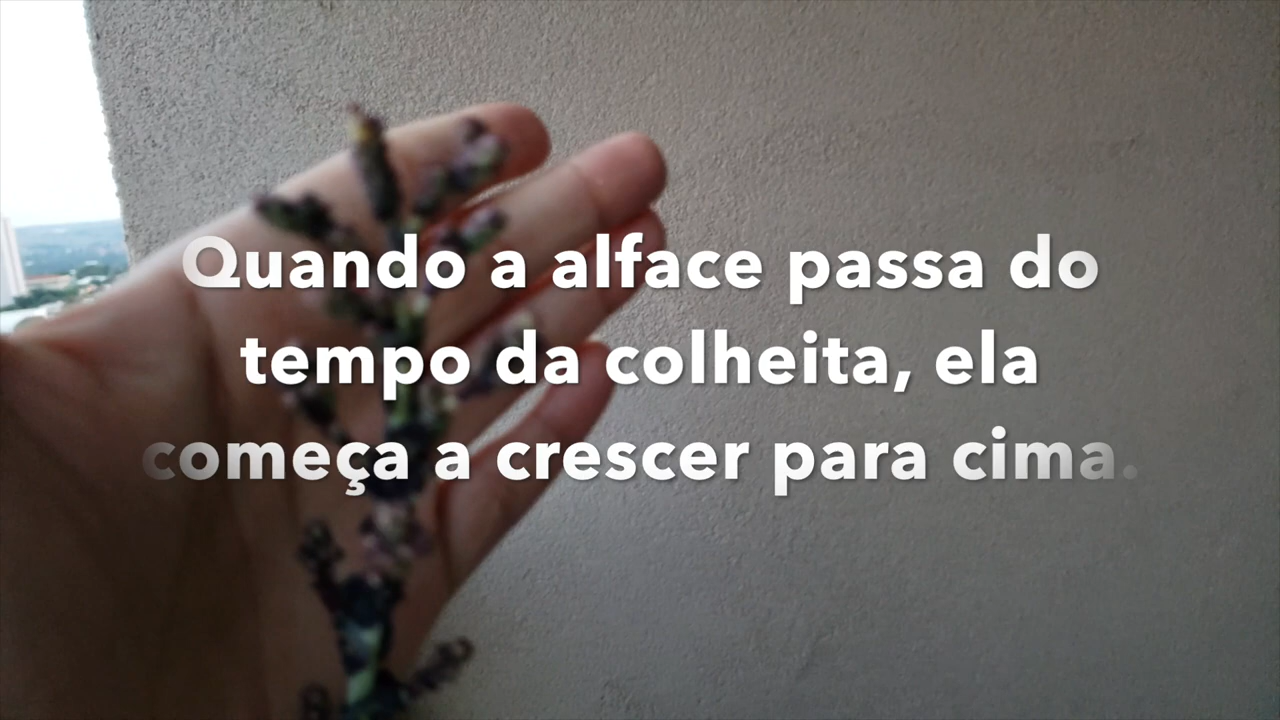 Quando a alface passa do
tempo da colheita, ela
começa a crescer para cima.